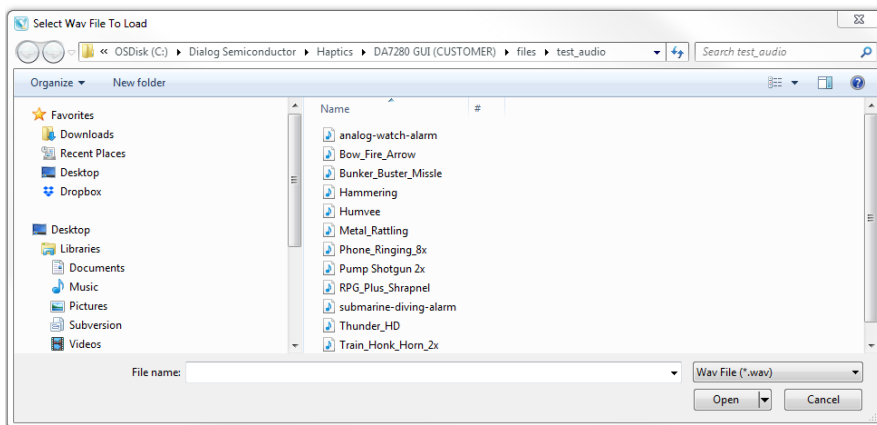 Select Wav File To Load
« OSDisk (C:) ▸ Dialog Semiconductor ▸ Haptics ▸ DA7280 GUI (CUSTOMER) ▸ files ▸ test_audio
Search test_audio
Organize
New folder
Favorites
Downloads
Recent Places
Desktop
Dropbox
Desktop
Libraries
Documents
Music
Pictures
Subversion
Videos
Name
#
analog-watch-alarm
Bow_Fire_Arrow
Bunker_Buster_Missle
Hammering
Humvee
Metal_Rattling
Phone_Ringing_8x
Pump Shotgun 2x
RPG_Plus_Shrapnel
submarine-diving-alarm
Thunder_HD
Train_Honk_Horn_2x
File name:
Wav File (*.wav)
Open
Cancel